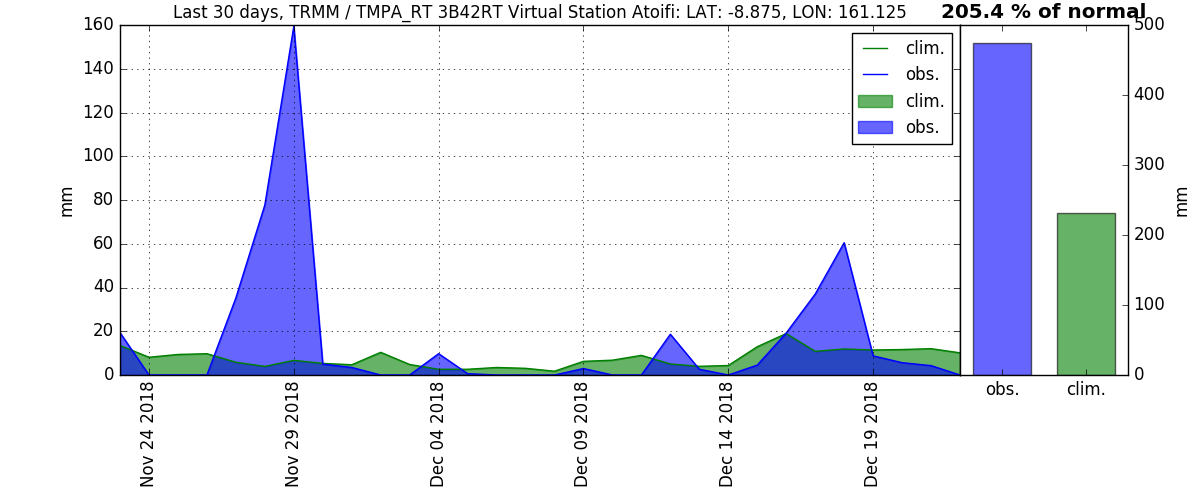 Last 30 days, TRMM / TMPA_RT 3B42RT Virtual Station Atoifi: LAT: -8.875, LON: 161.125
205.4 % of normal
160
140
120
100
80
60
40
20
0
mm
clim.
obs.
clim.
obs.
500
400
300
200
100
0
mm
Nov 24 2018
Nov 29 2018
Dec 04 2018
Dec 09 2018
Dec 14 2018
Dec 19 2018
obs.
clim.